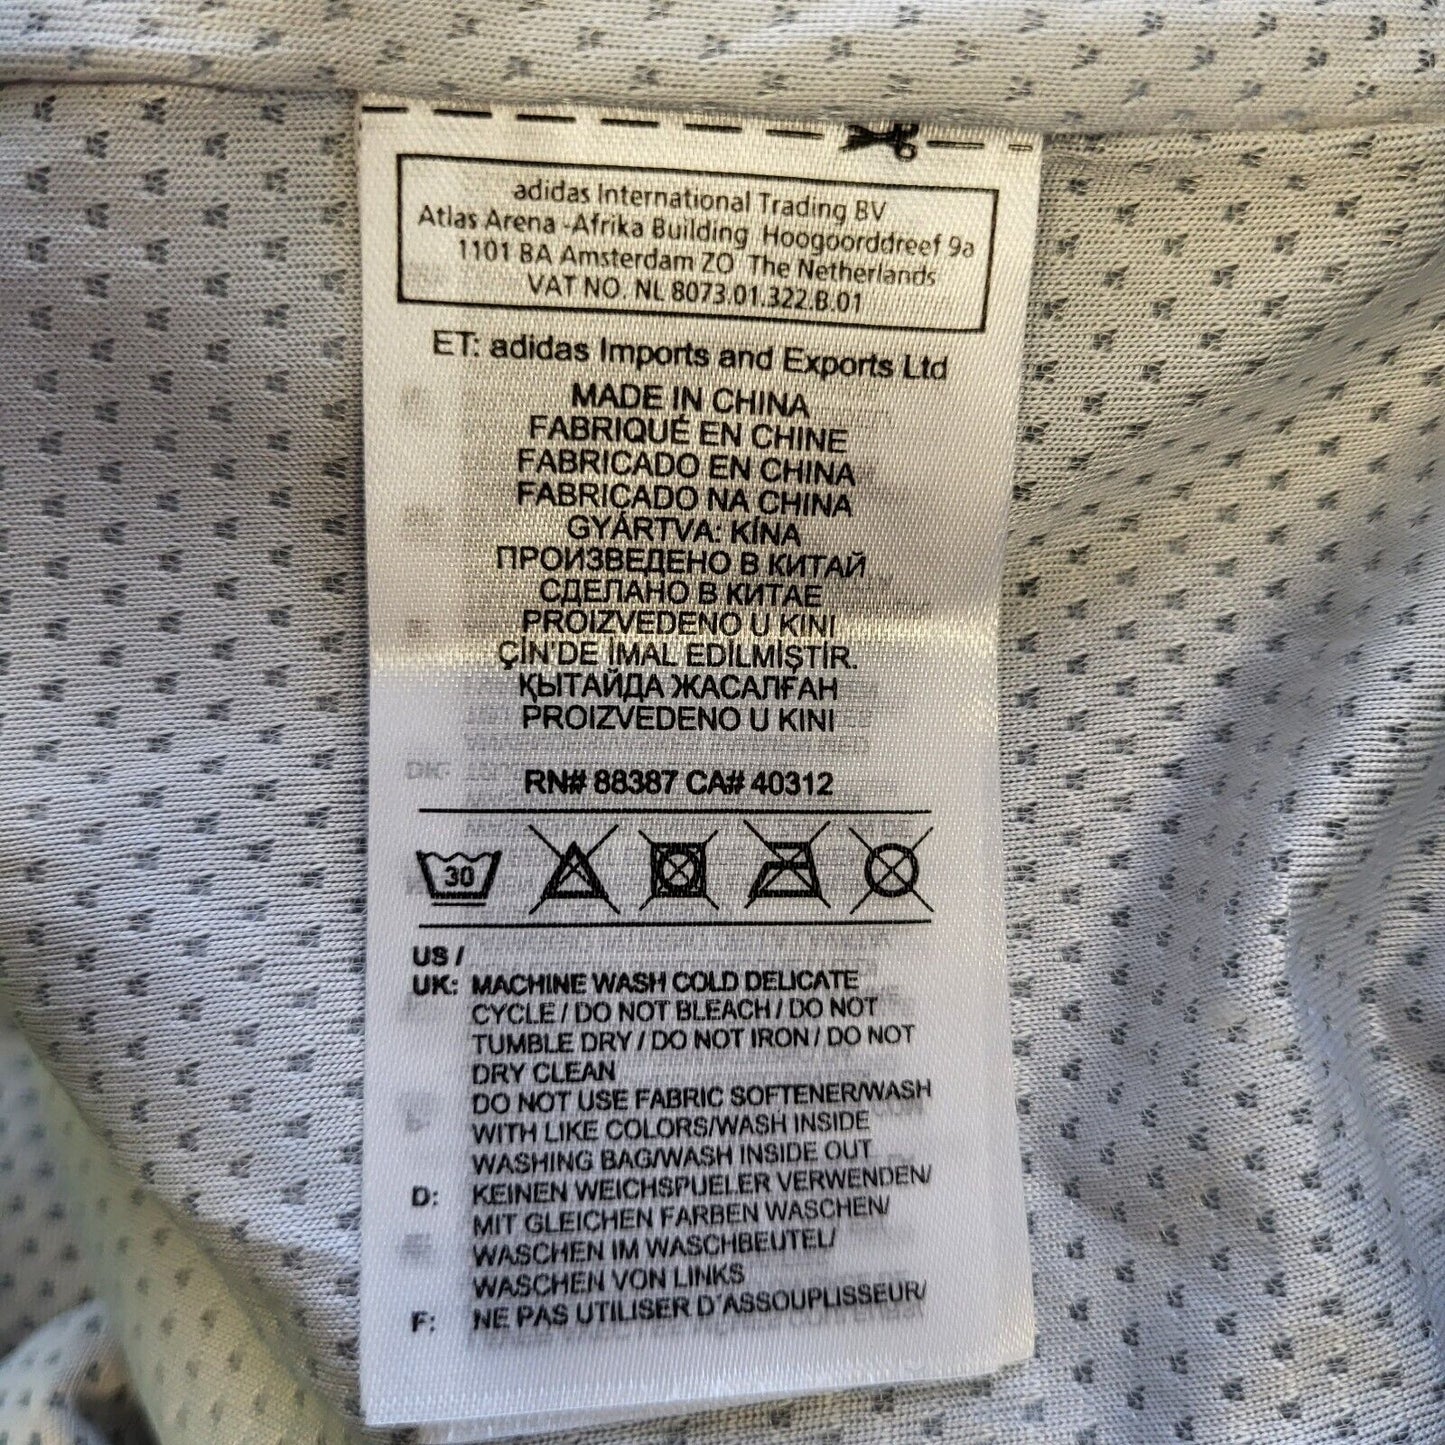 adidas International Trading BV
Atlas Arena -Afrika Building Hoogoorddreef 9a
1101 BA Amsterdam ZO The Netherlands
VAT NO. NL 8073.01.322.B.01
ET: adidas Imports and Exports Ltd
MADE IN CHINA
FABRIQUÉ EN CHINE
FABRICADO EN CHINA
FABRICADO NA CHINA
GYÁRTVA: KÍNA
ПРОИЗВЕДЕНО В КИТАЙ
СДЕЛАНО В КИТАЕ
PROIZVEDENO U KINI
ÇİN'DE İMAL EDİLMİŞTİR.
ҚЫТАЙДА ЖАСАЛҒАН
PROIZVEDENO U KINI
RN# 88387 CA# 40312
30
US /
UK: MACHINE WASH COLD DELICATE
CYCLE / DO NOT BLEACH / DO NOT
TUMBLE DRY / DO NOT IRON / DO NOT
DRY CLEAN
DO NOT USE FABRIC SOFTENER/WASH
WITH LIKE COLORS/WASH INSIDE
WASHING BAG/WASH INSIDE OUT
D: KEINEN WEICHSPUELER VERWENDEN/
MIT GLEICHEN FARBEN WASCHEN/
WASCHEN IM WASCHBEUTEL/
WASCHEN VON LINKS
F: NE PAS UTILISER D'ASSOUPLISSEUR/